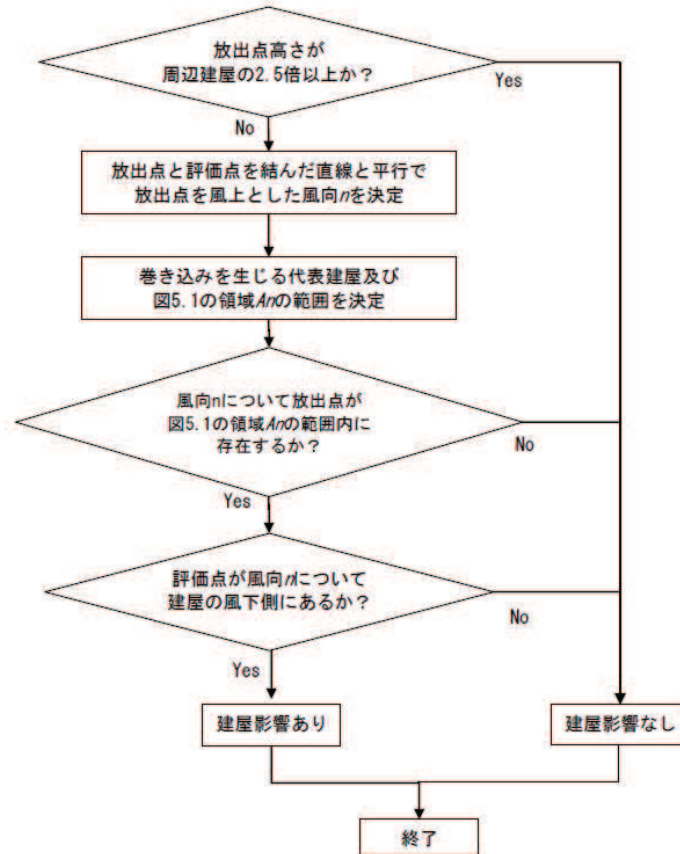 放出点高さが
周辺建屋の2.5倍以上か？
Yes
No
放出点と評価点を結んだ直線と平行で
放出点を風上とした風向nを決定
巻き込みを生じる代表建屋及び
図5.1の領域Anの範囲を決定
風向nについて放出点が
図5.1の領域Anの範囲内に
存在するか？
No
Yes
評価点が風向nについて
建屋の風下側にあるか？
No
Yes
建屋影響あり
建屋影響なし
終了